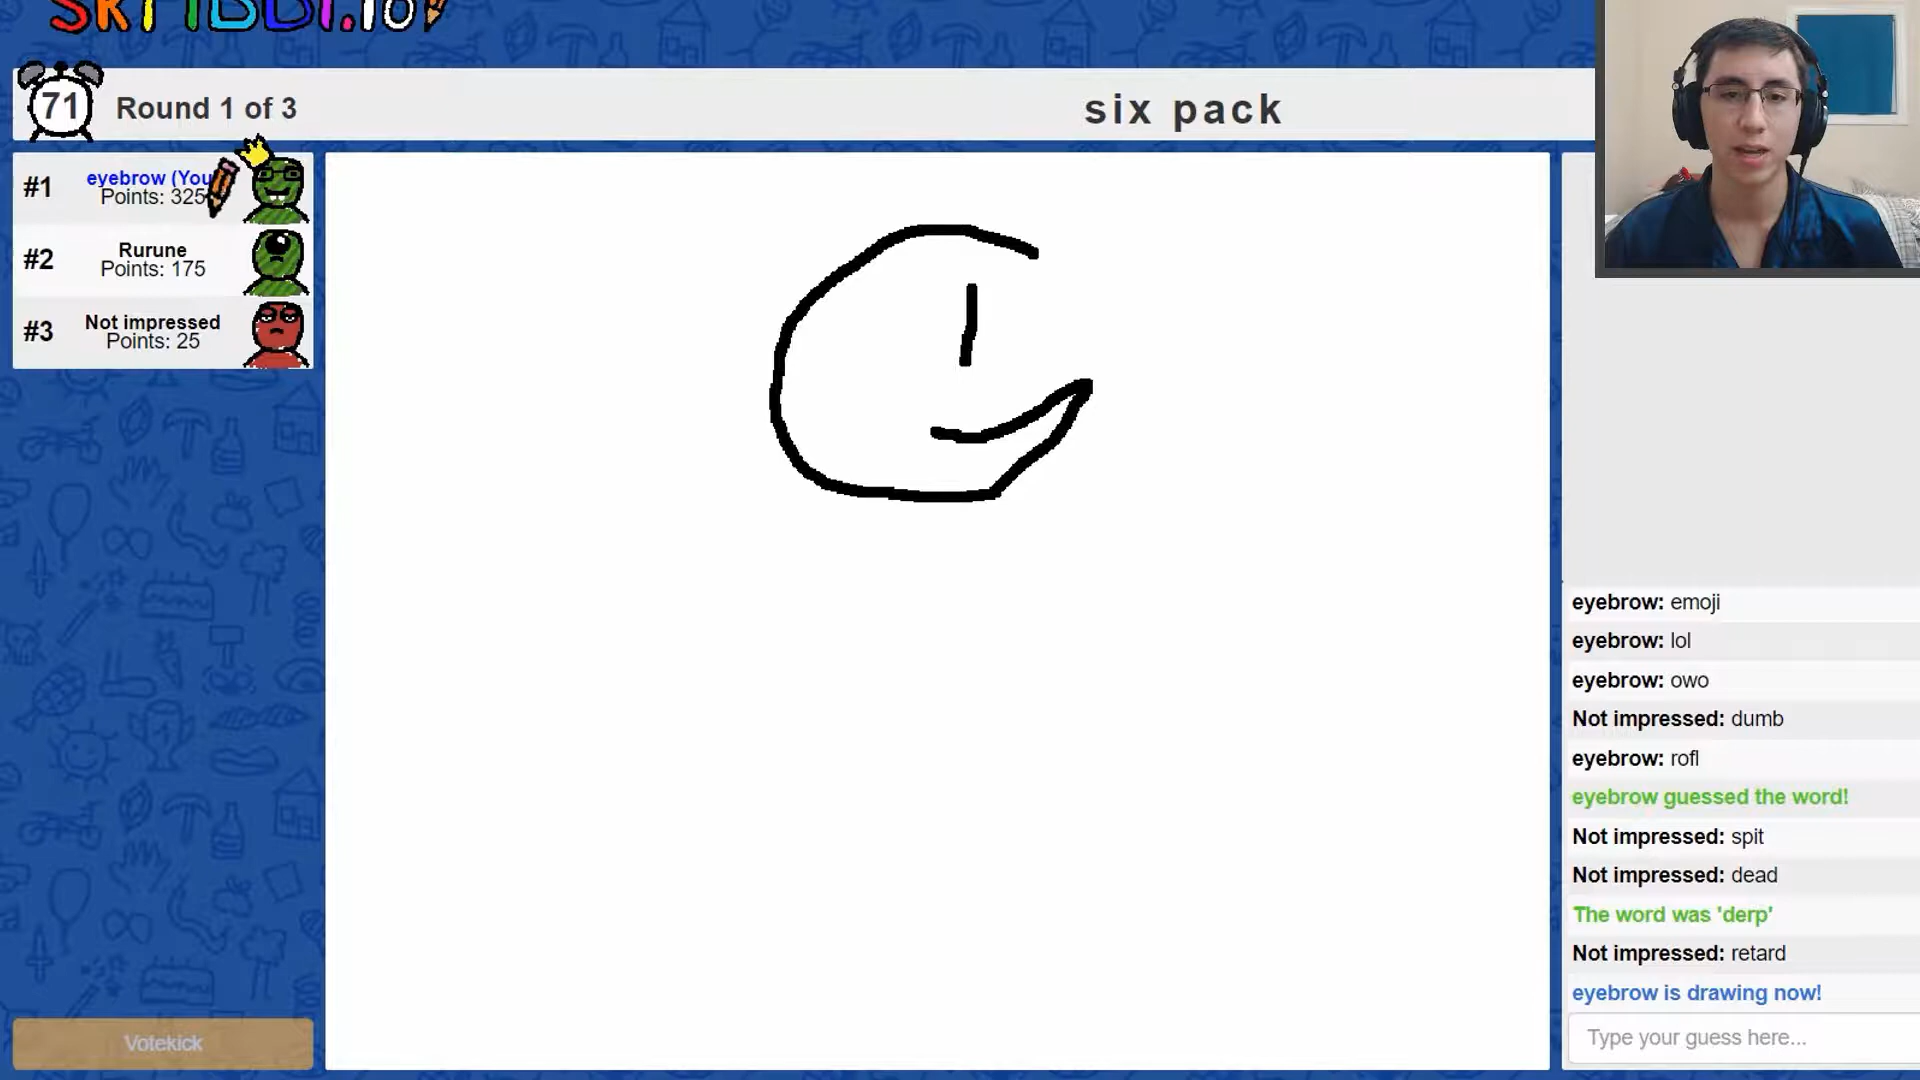 skribbl.io
71
Round 1 of 3
six pack
#1
eyebrow (You
Points: 325
#2
Rurune
Points: 175
#3
Not impressed
Points: 25
eyebrow: emoji
eyebrow: lol
eyebrow: owo
Not impressed: dumb
eyebrow: rofl
eyebrow guessed the word!
Not impressed: spit
Not impressed: dead
The word was 'derp'
Not impressed: retard
eyebrow is drawing now!
Type your guess here...
Votekick